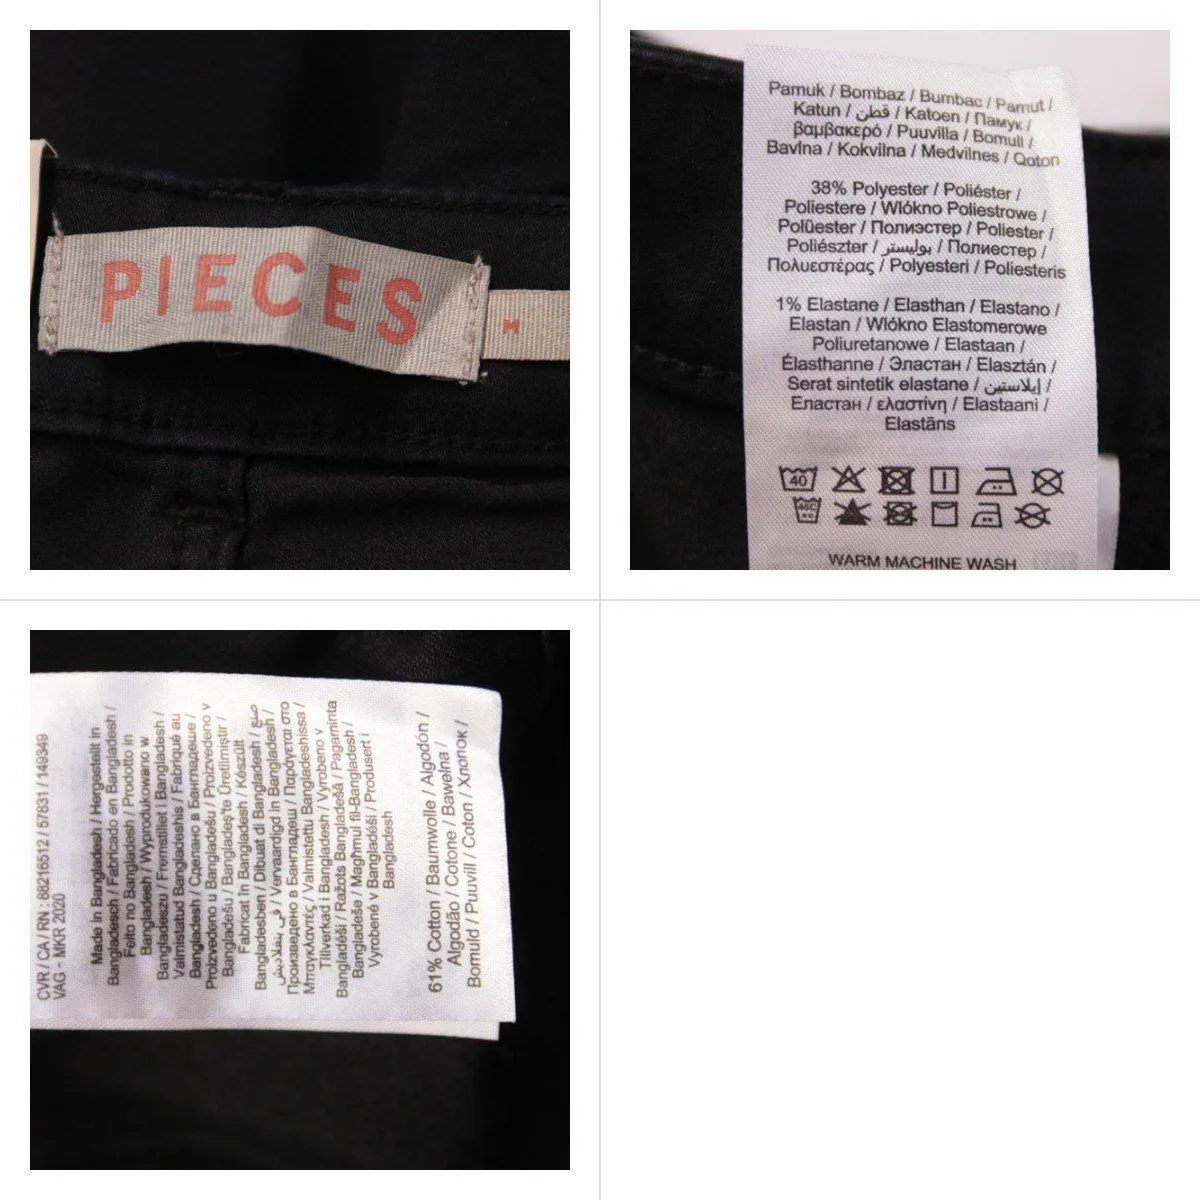 PIECES
M
Pamuk / Bombaz / Bumbac / Pamut /
Katun / قطن / Katoen / Памук /
βαμβακερό / Puuvilla / Bomull /
Bavlna / Kokvilna / Medvilnes / Qoton
38% Polyester / Poliéster /
Poliestere / Wlókno Poliestrowe /
Polüester / Полиэстер / Poliester /
Poliészter / بوليستر / Полиестер /
Πολυεστέρας / Polyesteri / Poliesteris
1% Elastane / Elasthan / Elastano /
Elastan / Wlókno Elastomerowe
Poliuretanowe / Elastaan /
Élasthanne / Эластан / Elasztán /
Serat sintetik elastane / إيلاستين /
Еластан / ελαστίνη / Elastaani /
Elastāns
40
40C
WARM MACHINE WASH
CVR / CA / RN : 88216512 / 57831 / 149349
VAG - MKR 2020
Made in Bangladesh / Hergestellt in
Bangladesch / Fabricado en Bangladesh /
Feito no Bangladesh / Prodotto in
Bangladesh / Wyprodukowano w
Bangladeszu / Fremstillet i Bangladesh /
Valmistatud Bangladeshis / Fabriqué au
Bangladesh / Сделано в Бангладеше /
Proizvedeno u Bangladešu / Proizvedeno v
Bangladešu / Bangladeş'te Üretilmiştir /
Fabricat în Bangladesh / Készült
Bangladesben / Dibuat di Bangladesh / صنع
في بنغلاديش / Vervaardigd in Bangladesh /
Произведено в Бангладеш / Παράγεται στο
Μπαγκλαντές / Valmistettu Bangladeshissa /
Tillverkad i Bangladesh / Vyrobeno v
Bangladéši / Ražots Bangladešā / Pagaminta
Bangladeše / Magħmul fil-Bangladesh /
Vyrobené v Bangladéši / Produsert i
Bangladesh
61% Cotton / Baumwolle / Algodón /
Algodão / Cotone / Bawełna /
Bomuld / Puuvill / Coton / Хлопок /